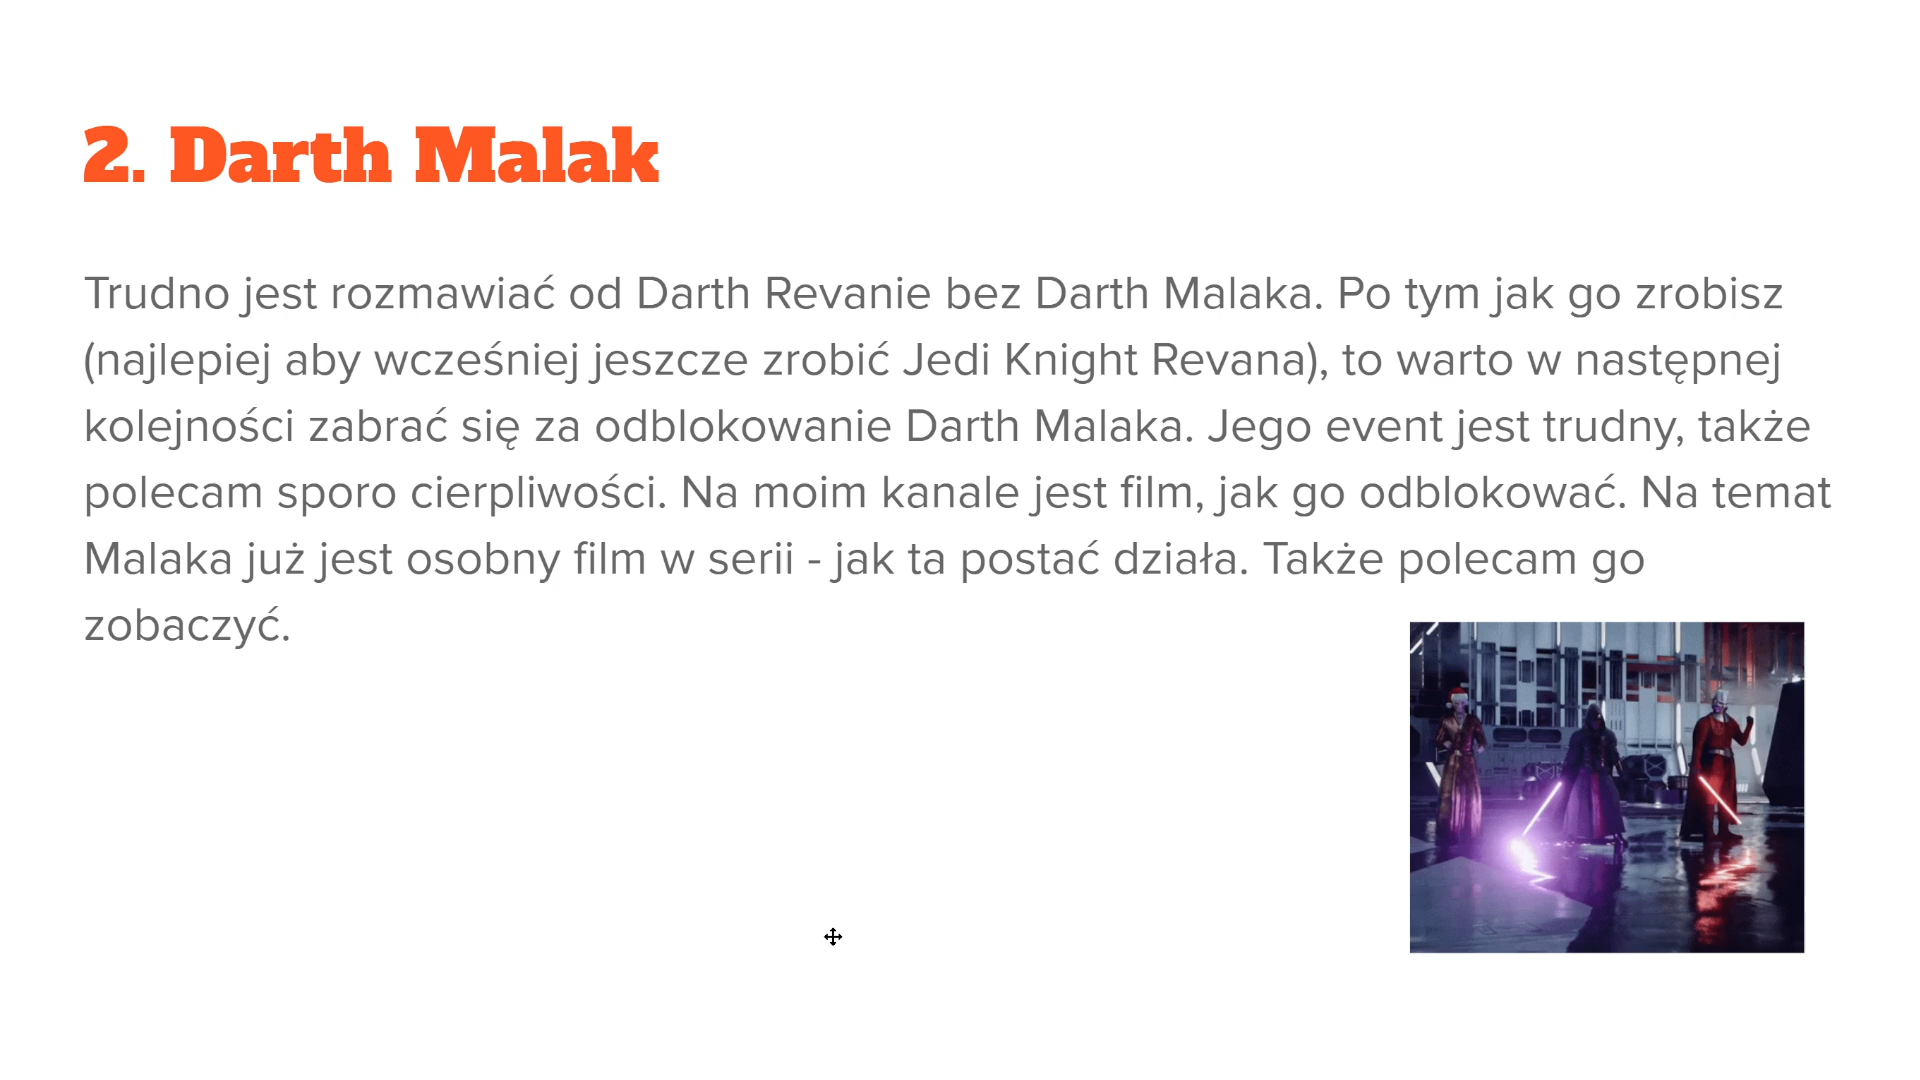 2. Darth Malak
Trudno jest rozmawiać od Darth Revanie bez Darth Malaka. Po tym jak go zrobisz
(najlepiej aby wcześniej jeszcze zrobić Jedi Knight Revana), to warto w następnej
kolejności zabrać się za odblokowanie Darth Malaka. Jego event jest trudny, także
polecam sporo cierpliwości. Na moim kanale jest film, jak go odblokować. Na temat
Malaka już jest osobny film w serii - jak ta postać działa. Także polecam go
zobaczyć.